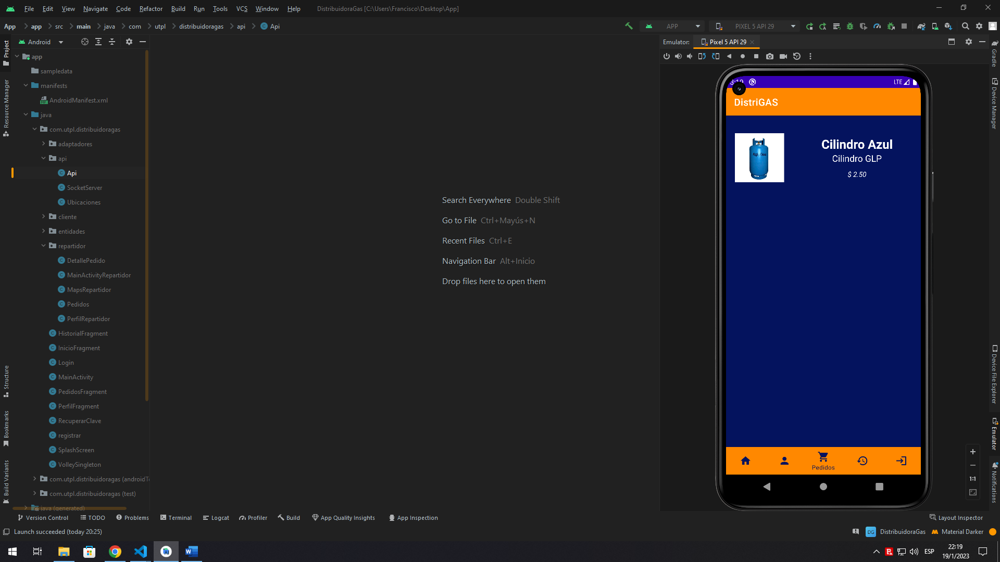 File Edit View Navigate Code Refactor Build Run Tools VCS Window Help DistribuidoraGas [C:\Users\Francisco\Desktop\App]
App app src main java com utpl distribuidoragas api Api
APP
PIXEL 5 API 29
Project
Android
Resource Manager
Structure
Bookmarks
Build Variants
app
sampledata
manifests
AndroidManifest.xml
java
com.utpl.distribuidoragas
adaptadores
api
Api
SocketServer
Ubicaciones
cliente
entidades
repartidor
DetallePedido
MainActivityRepartidor
MapsRepartidor
Pedidos
PerfilRepartidor
HistorialFragment
InicioFragment
Login
MainActivity
PedidosFragment
PerfilFragment
RecuperarClave
registrar
SplashScreen
VolleySingleton
com.utpl.distribuidoragas (androidTe
com.utpl.distribuidoragas (test)
java (generated)
Search Everywhere Double Shift
Go to File Ctrl+Mayús+N
Recent Files Ctrl+E
Navigation Bar Alt+Inicio
Drop files here to open them
Emulator: Pixel 5 API 29
LTE
DistriGAS
Cilindro Azul
Cilindro GLP
$ 2.50
Pedidos
1:1
Gradle
Device Manager
Device File Explorer
Emulator
Notifications
Version Control TODO Problems Terminal Logcat Profiler Build App Quality Insights App Inspection Layout Inspector
Launch succeeded (today 20:25) DG DistribuidoraGas Material Darker
ESP
22:19
19/1/2023